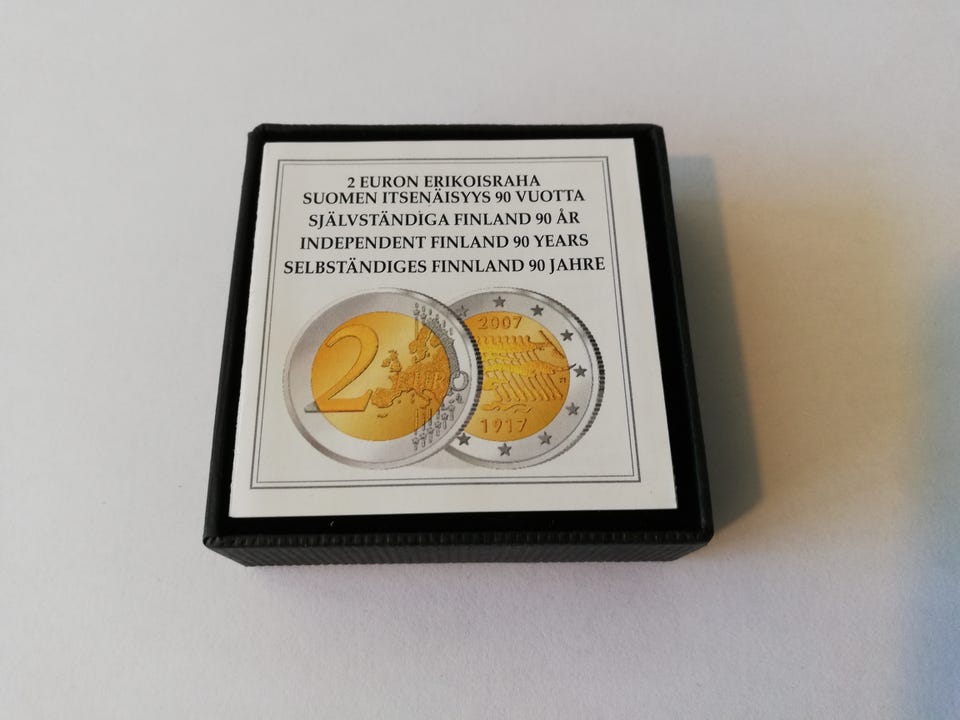 2 EURON ERIKOISRAHA
SUOMEN ITSENÄISYYS 90 VUOTTA
SJÄLVSTÄNDIGA FINLAND 90 ÅR
INDEPENDENT FINLAND 90 YEARS
SELBSTÄNDIGES FINNLAND 90 JAHRE
2007
2
EURO
1917